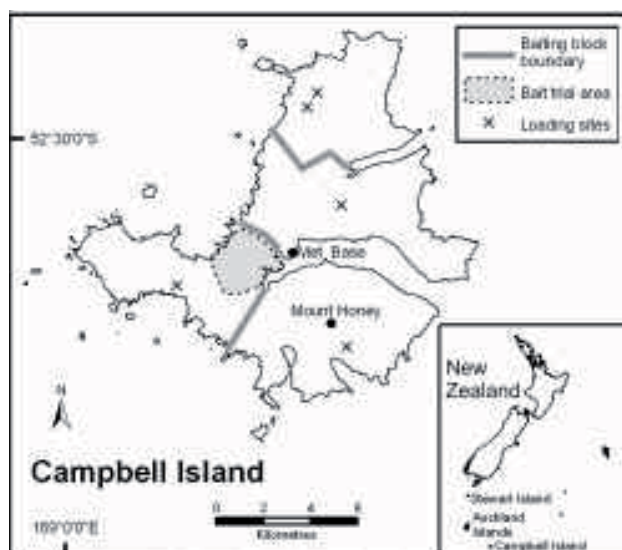 Baiting block
boundary
Bait trial area
Loading sites
52°30'0"S
Met. Base
Mount Honey
New
Zealand
N
Campbell Island
Stewart Island
Auckland
Islands
Campbell Island
0 2 4 6
Kilometres
169°0'0"E